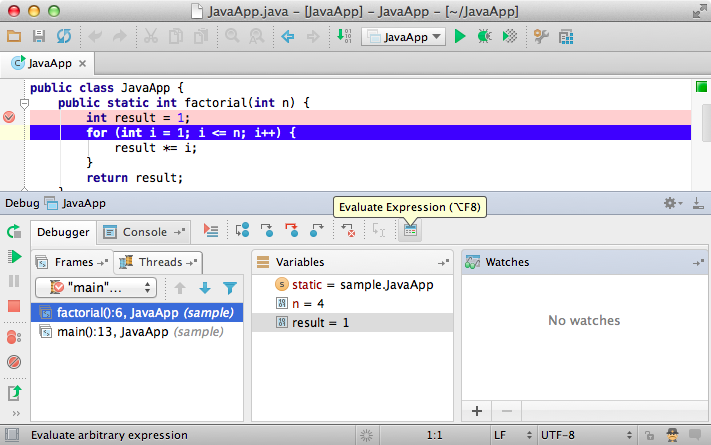 JavaApp.java – [JavaApp] – JavaApp – [~/JavaApp]
JavaApp
JavaApp ×
public class JavaApp {
public static int factorial(int n) {
int result = 1;
for (int i = 1; i <= n; i++) {
result *= i;
}
return result;
}
Debug JavaApp
Evaluate Expression (⌥F8)
Debugger Console
Frames Threads
"main"...
factorial():6, JavaApp (sample)
main():13, JavaApp (sample)
Variables
static = sample.JavaApp
n = 4
result = 1
Watches
No watches
Evaluate arbitrary expression 1:1 LF UTF-8